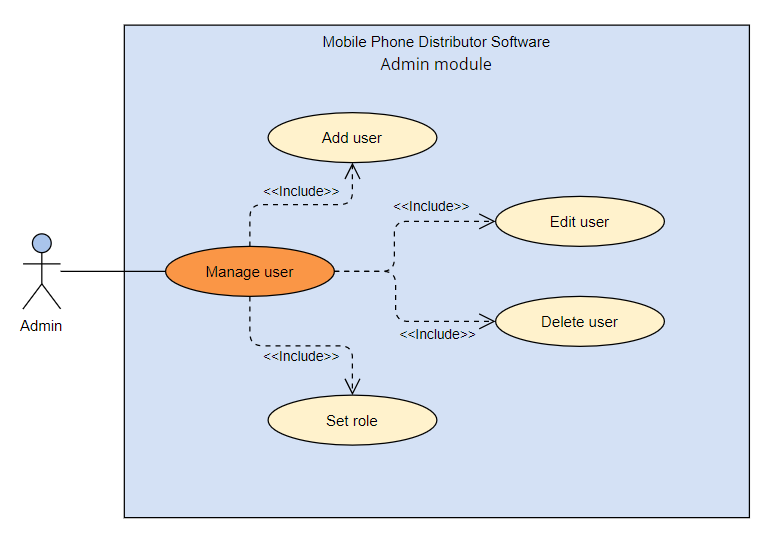 Mobile Phone Distributor Software
Admin module
Add user
<<Include>>
<<Include>>
Edit user
Manage user
Admin
Delete user
<<Include>>
<<Include>>
Set role